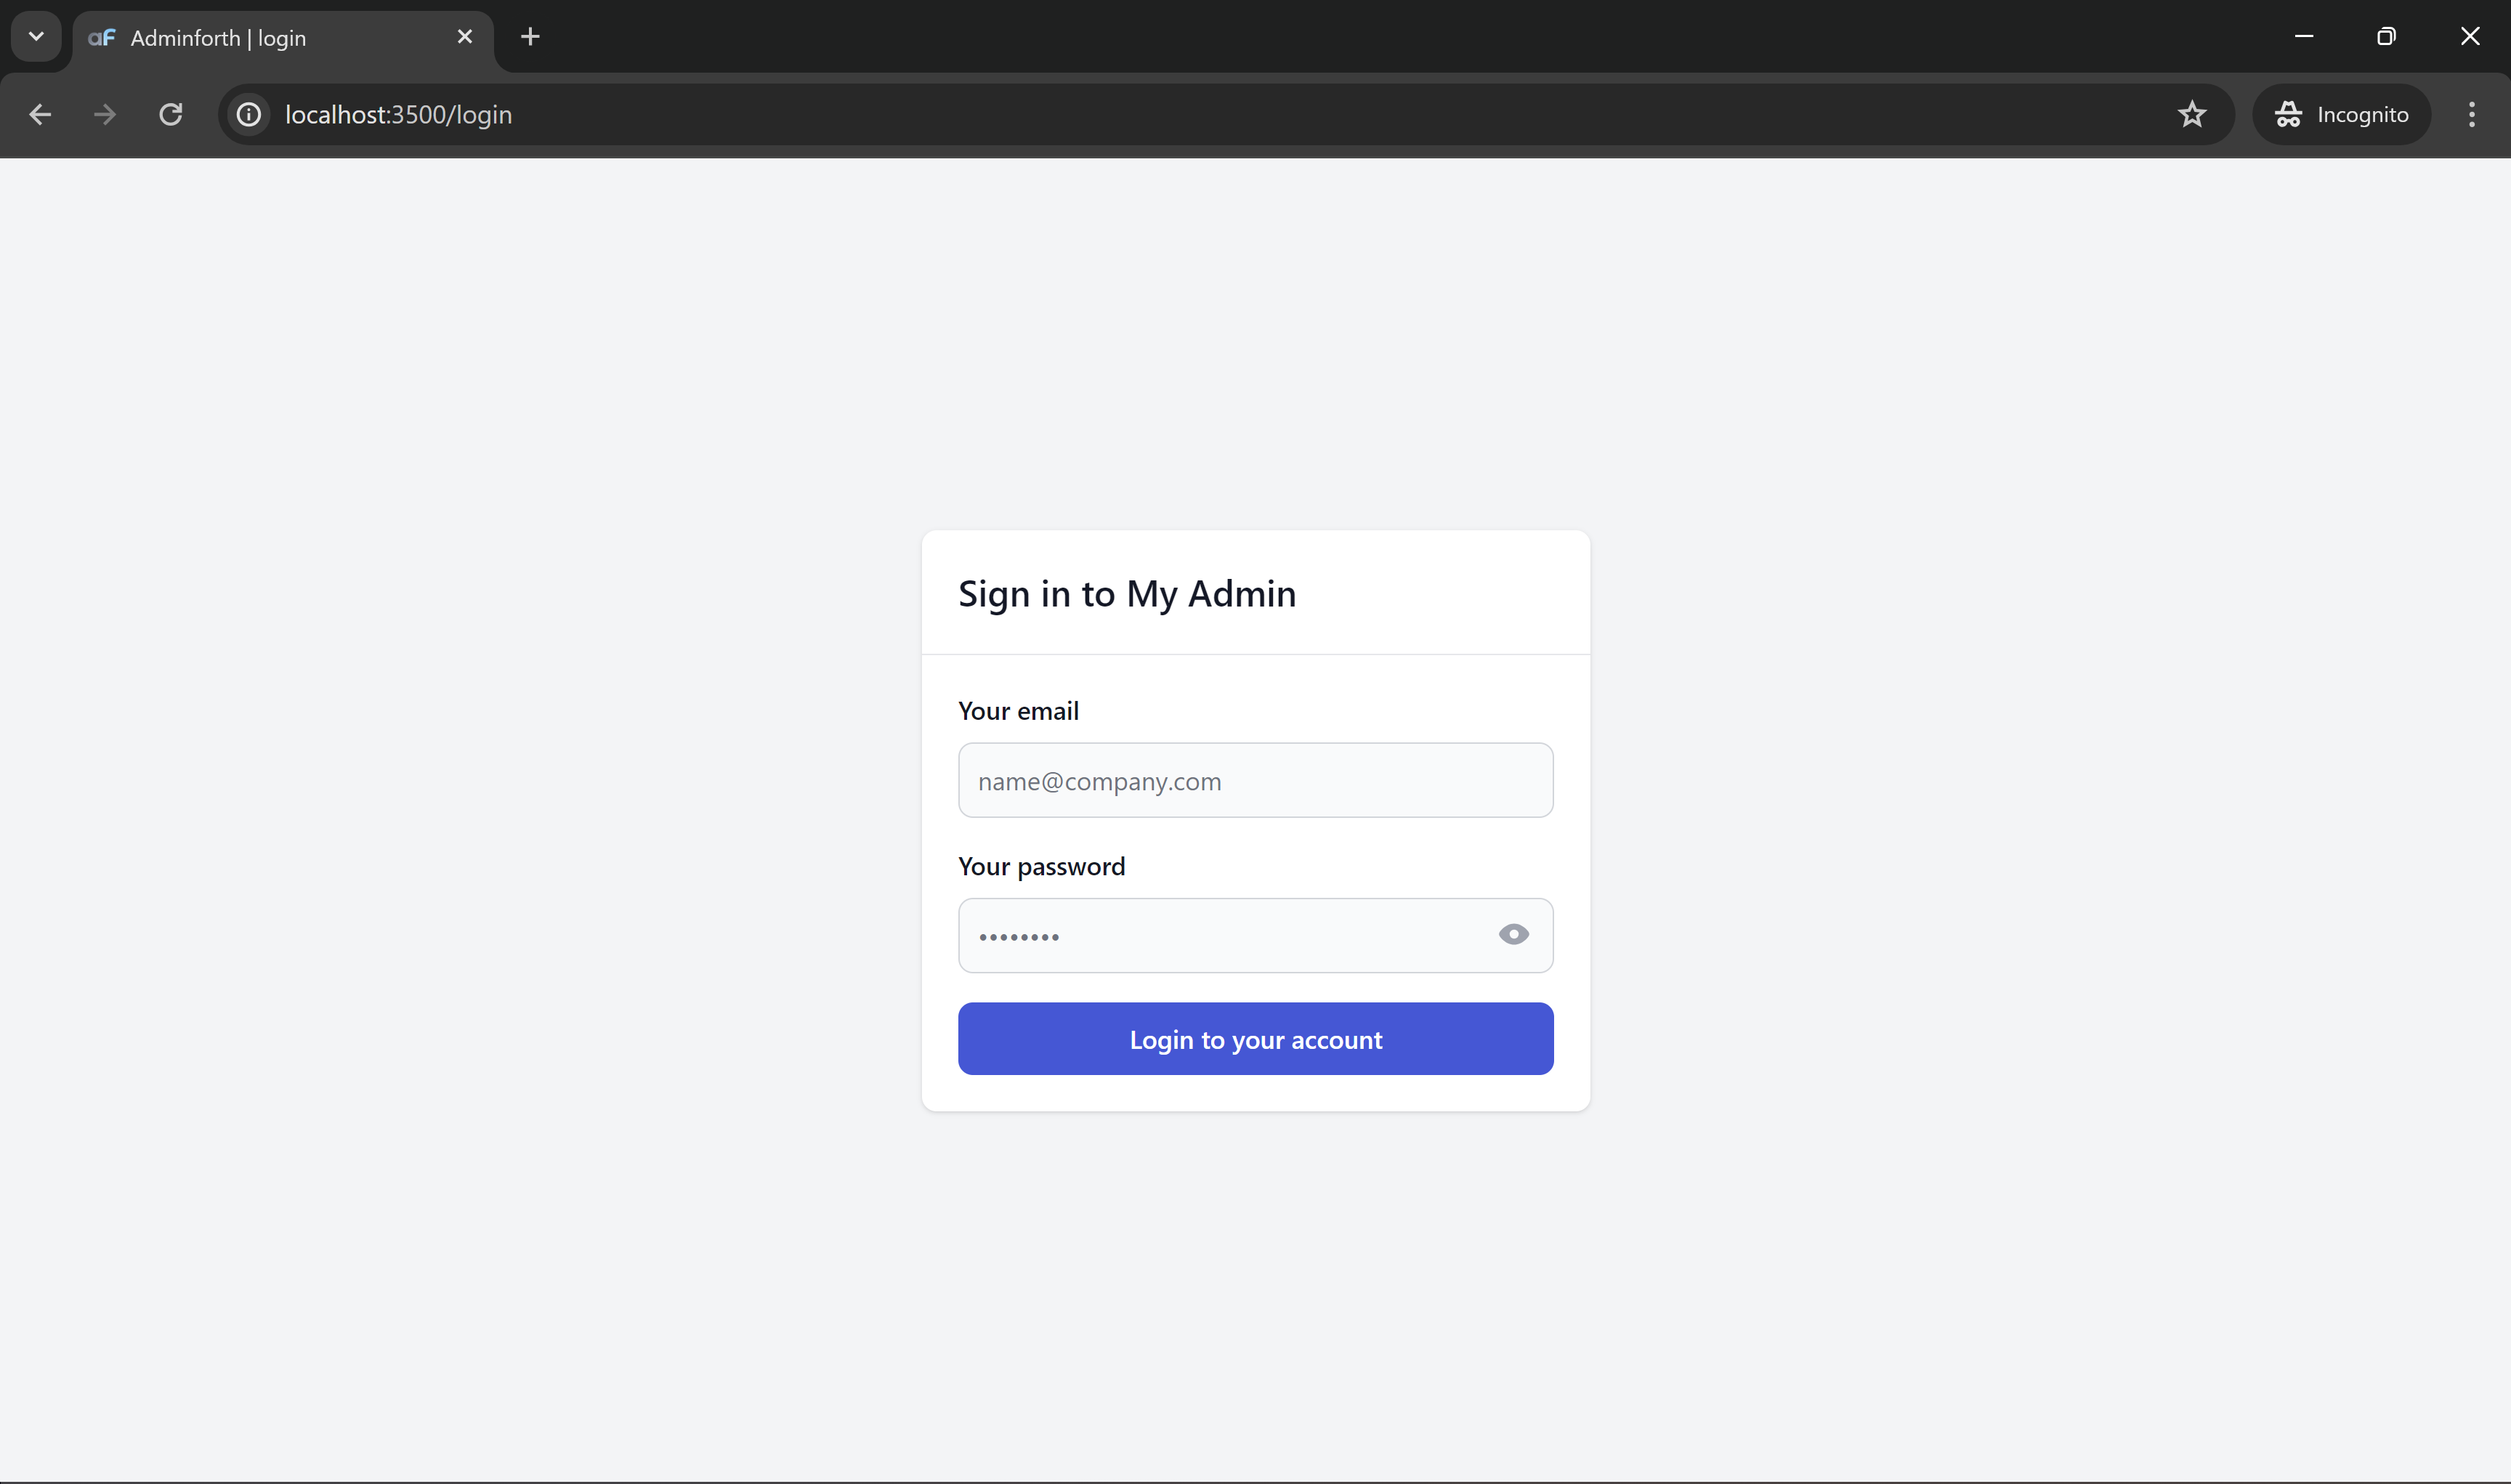 aF Adminforth | login
localhost:3500/login
Incognito
Sign in to My Admin
Your email
name@company.com
Your password
••••••••
Login to your account